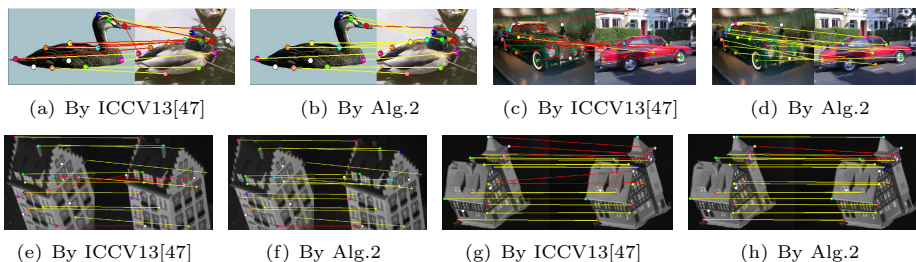 (a) By ICCV13[47]
(b) By Alg.2
(c) By ICCV13[47]
(d) By Alg.2
(e) By ICCV13[47]
(f) By Alg.2
(g) By ICCV13[47]
(h) By Alg.2